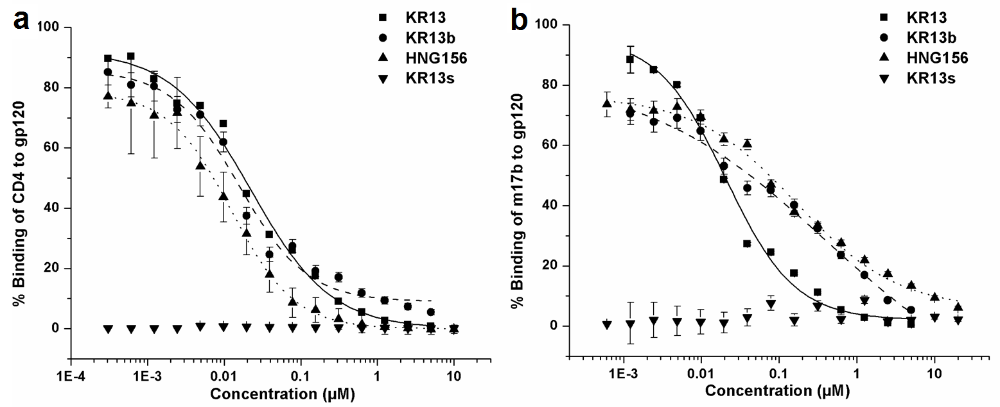 a
KR13
KR13b
HNG156
KR13s
100
80
60
40
20
0
% Binding of CD4 to gp120
1E-4 1E-3 0.01 0.1 1 10
Concentration (µM)
b
KR13
KR13b
HNG156
KR13s
100
80
60
40
20
0
% Binding of m17b to gp120
1E-3 0.01 0.1 1 10
Concentration (µM)